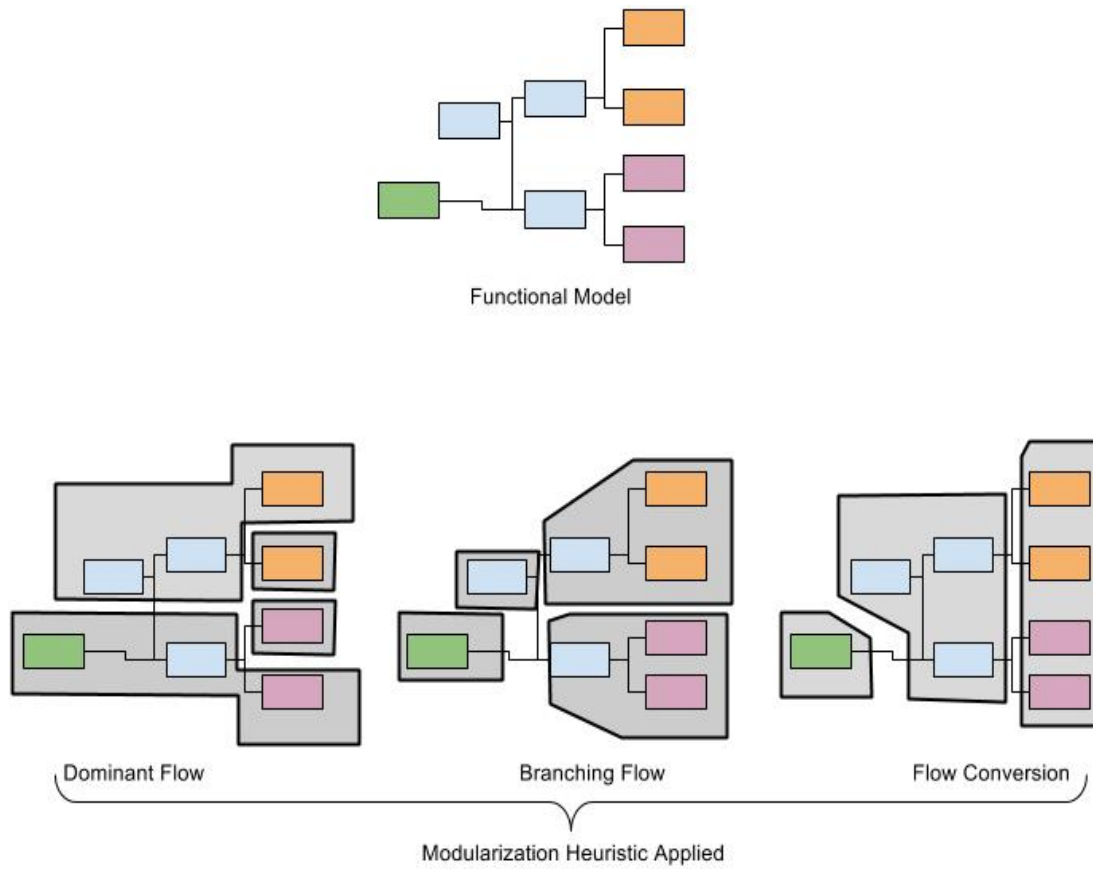 Functional Model
Dominant Flow
Branching Flow
Flow Conversion
Modularization Heuristic Applied